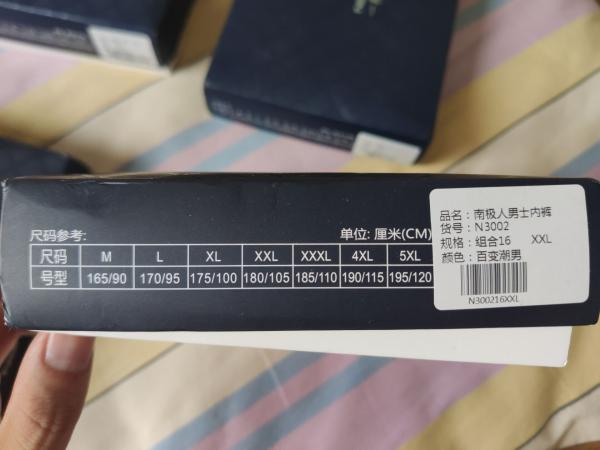 尺码参考:
单位: 厘米(CM)
尺码 M L XL XXL XXXL 4XL 5XL
号型 165/90 170/95 175/100 180/105 185/110 190/115 195/120
品名：南极人男士内裤
货号：N3002
规格：组合16 XXL
颜色：百变潮男
N300216XXL